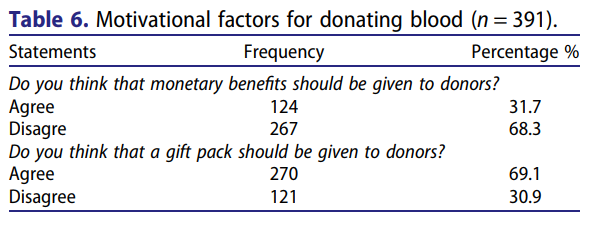 Table 6. Motivational factors for donating blood (n = 391).
Statements Frequency Percentage %
Do you think that monetary benefits should be given to donors?
Agree 124 31.7
Disagre 267 68.3
Do you think that a gift pack should be given to donors?
Agree 270 69.1
Disagree 121 30.9